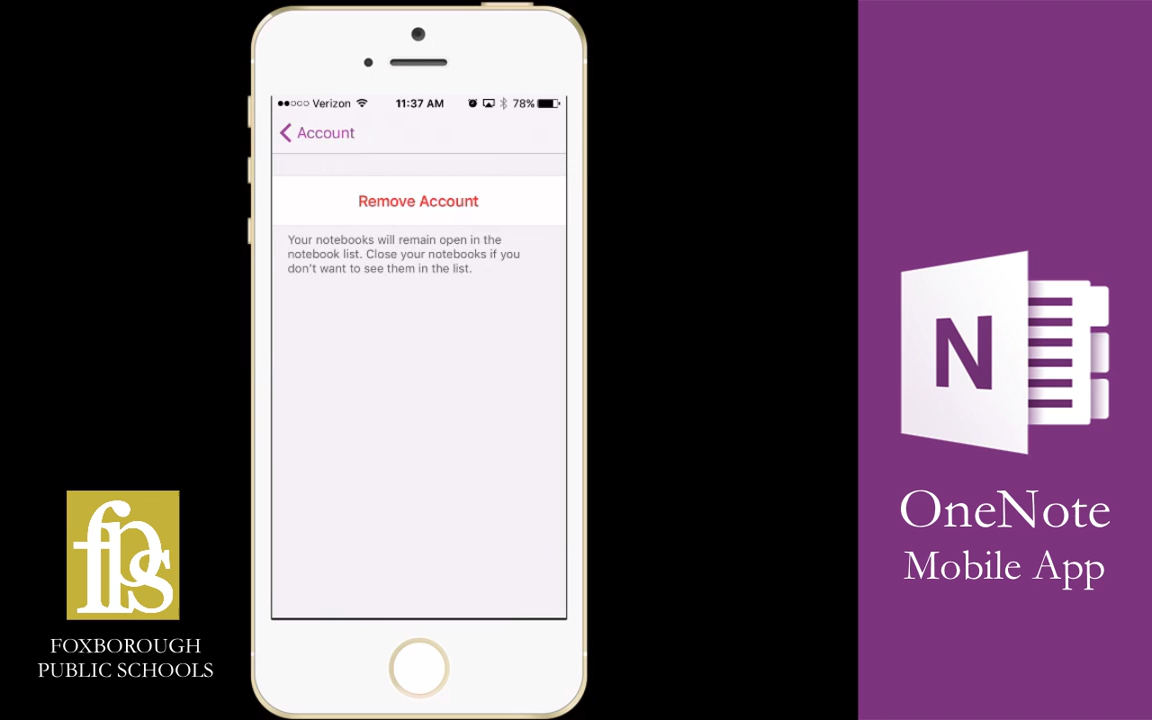 Verizon 11:37 AM 78%
Account
Remove Account
Your notebooks will remain open in the
notebook list. Close your notebooks if you
don't want to see them in the list.
N
OneNote
Mobile App
fps
FOXBOROUGH
PUBLIC SCHOOLS